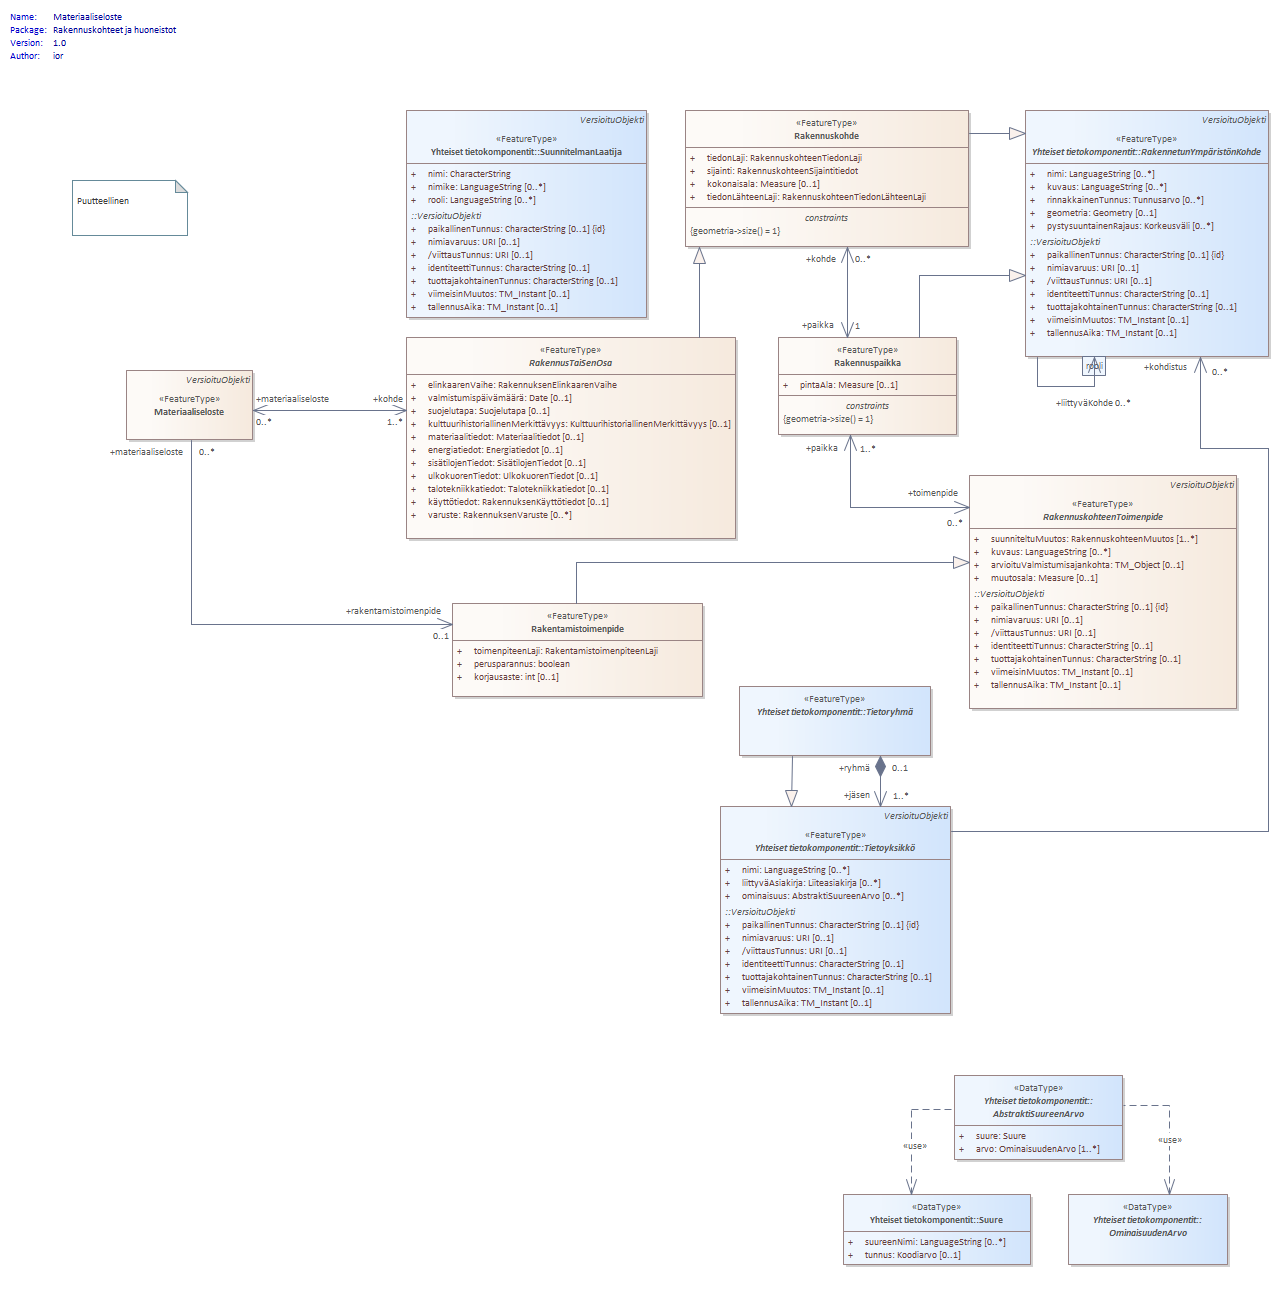 Name: Materiaaliseloste
Package: Rakennuskohteet ja huoneistot
Version: 1.0
Author: ior
Puutteellinen
VersioituObjekti
«FeatureType»
Yhteiset tietokomponentit::SuunnitelmanLaatija
+ nimi: CharacterString
+ nimike: LanguageString [0..*]
+ rooli: LanguageString [0..*]
::VersioituObjekti
+ paikallinenTunnus: CharacterString [0..1] {id}
+ nimiavaruus: URI [0..1]
+ /viittausTunnus: URI [0..1]
+ identiteettiTunnus: CharacterString [0..1]
+ tuottajakohtainenTunnus: CharacterString [0..1]
+ viimeisinMuutos: TM_Instant [0..1]
+ tallennusAika: TM_Instant [0..1]
«FeatureType»
Rakennuskohde
+ tiedonLaji: RakennuskohteenTiedonLaji
+ sijainti: RakennuskohteenSijaintitiedot
+ kokonaisala: Measure [0..1]
+ tiedonLähteenLaji: RakennuskohteenTiedonLähteenLaji
constraints
{geometria->size() = 1}
VersioituObjekti
«FeatureType»
Yhteiset tietokomponentit::RakennetunYmpäristönKohde
+ nimi: LanguageString [0..*]
+ kuvaus: LanguageString [0..*]
+ rinnakkainenTunnus: Tunnusarvo [0..*]
+ geometria: Geometry [0..1]
+ pystysuuntainenRajaus: Korkeusväli [0..*]
::VersioituObjekti
+ paikallinenTunnus: CharacterString [0..1] {id}
+ nimiavaruus: URI [0..1]
+ /viittausTunnus: URI [0..1]
+ identiteettiTunnus: CharacterString [0..1]
+ tuottajakohtainenTunnus: CharacterString [0..1]
+ viimeisinMuutos: TM_Instant [0..1]
+ tallennusAika: TM_Instant [0..1]
+kohde 0..*
+paikka 1
rooli
+kohdistus 0..*
+liittyväKohde 0..*
VersioituObjekti
«FeatureType»
Materiaaliseloste
+materiaaliseloste +kohde
0..* 1..*
+materiaaliseloste 0..*
«FeatureType»
RakennusTaiSenOsa
+ elinkaarenVaihe: RakennuksenElinkaarenVaihe
+ valmistumispäivämäärä: Date [0..1]
+ suojelutapa: Suojelutapa [0..1]
+ kulttuurihistoriallinenMerkittävyys: KulttuurihistoriallinenMerkittävyys [0..1]
+ materiaalitiedot: Materiaalitiedot [0..1]
+ energiatiedot: Energiatiedot [0..1]
+ sisätilojenTiedot: SisätilojenTiedot [0..1]
+ ulkokuorenTiedot: UlkokuorenTiedot [0..1]
+ talotekniikkatiedot: Talotekniikkatiedot [0..1]
+ käyttötiedot: RakennuksenKäyttötiedot [0..1]
+ varuste: RakennuksenVaruste [0..*]
«FeatureType»
Rakennuspaikka
+ pintaAla: Measure [0..1]
constraints
{geometria->size() = 1}
+paikka 1..*
+toimenpide
0..*
VersioituObjekti
«FeatureType»
RakennuskohteenToimenpide
+ suunniteltuMuutos: RakennuskohteenMuutos [1..*]
+ kuvaus: LanguageString [0..*]
+ arvioituValmistumisajankohta: TM_Object [0..1]
+ muutosala: Measure [0..1]
::VersioituObjekti
+ paikallinenTunnus: CharacterString [0..1] {id}
+ nimiavaruus: URI [0..1]
+ /viittausTunnus: URI [0..1]
+ identiteettiTunnus: CharacterString [0..1]
+ tuottajakohtainenTunnus: CharacterString [0..1]
+ viimeisinMuutos: TM_Instant [0..1]
+ tallennusAika: TM_Instant [0..1]
+rakentamistoimenpide
0..1
«FeatureType»
Rakentamistoimenpide
+ toimenpiteenLaji: RakentamistoimenpiteenLaji
+ perusparannus: boolean
+ korjausaste: int [0..1]
«FeatureType»
Yhteiset tietokomponentit::Tietoryhmä
+ryhmä 0..1
+jäsen 1..*
VersioituObjekti
«FeatureType»
Yhteiset tietokomponentit::Tietoyksikkö
+ nimi: LanguageString [0..*]
+ liittyväAsiakirja: Liiteasiakirja [0..*]
+ ominaisuus: AbstraktiSuureenArvo [0..*]
::VersioituObjekti
+ paikallinenTunnus: CharacterString [0..1] {id}
+ nimiavaruus: URI [0..1]
+ /viittausTunnus: URI [0..1]
+ identiteettiTunnus: CharacterString [0..1]
+ tuottajakohtainenTunnus: CharacterString [0..1]
+ viimeisinMuutos: TM_Instant [0..1]
+ tallennusAika: TM_Instant [0..1]
«DataType»
Yhteiset tietokomponentit::
AbstraktiSuureenArvo
+ suure: Suure
+ arvo: OminaisuudenArvo [1..*]
«use»
«use»
«DataType»
Yhteiset tietokomponentit::Suure
+ suureenNimi: LanguageString [0..*]
+ tunnus: Koodiarvo [0..1]
«DataType»
Yhteiset tietokomponentit::
OminaisuudenArvo